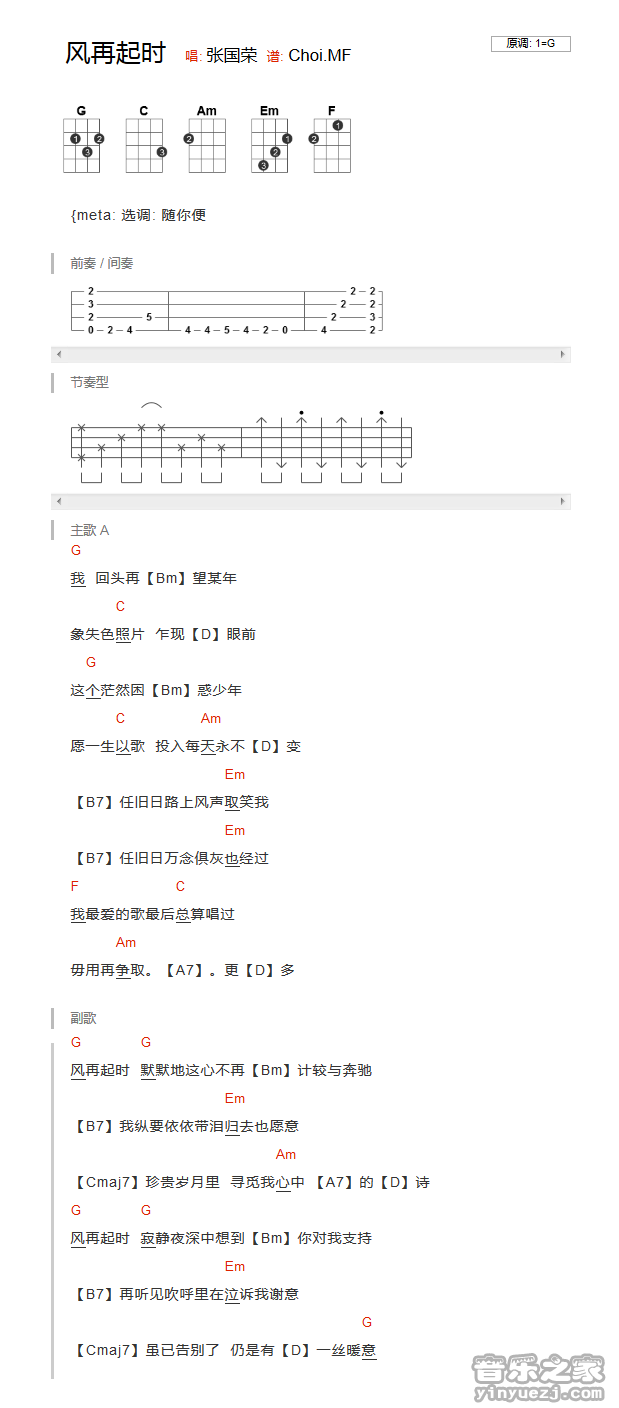 风再起时 唱: 张国荣 谱: Choi.MF
原调: 1=G
G C Am Em F
{meta: 选调: 随你便
前奏 / 间奏
2 2 2
3 2 2
2 5 2 3
0 2 4 4 4 5 4 2 0 4 2
节奏型
主歌 A
G
我 回头再【Bm】望某年
C
象失色照片 乍现【D】眼前
G
这个茫然困【Bm】惑少年
C Am
愿一生以歌 投入每天永不【D】变
Em
【B7】任旧日路上风声取笑我
Em
【B7】任旧日万念俱灰也经过
F C
我最爱的歌最后总算唱过
Am
毋用再争取。【A7】。更【D】多
副歌
G G
风再起时 默默地这心不再【Bm】计较与奔驰
Em
【B7】我纵要依依带泪归去也愿意
Am
【Cmaj7】珍贵岁月里 寻觅我心中 【A7】的【D】诗
G G
风再起时 寂静夜深中想到【Bm】你对我支持
Em
【B7】再听见吹呼里在泣诉我谢意
G
【Cmaj7】虽已告别了 仍是有【D】一丝暖意
音乐之家
yinyuezj.com